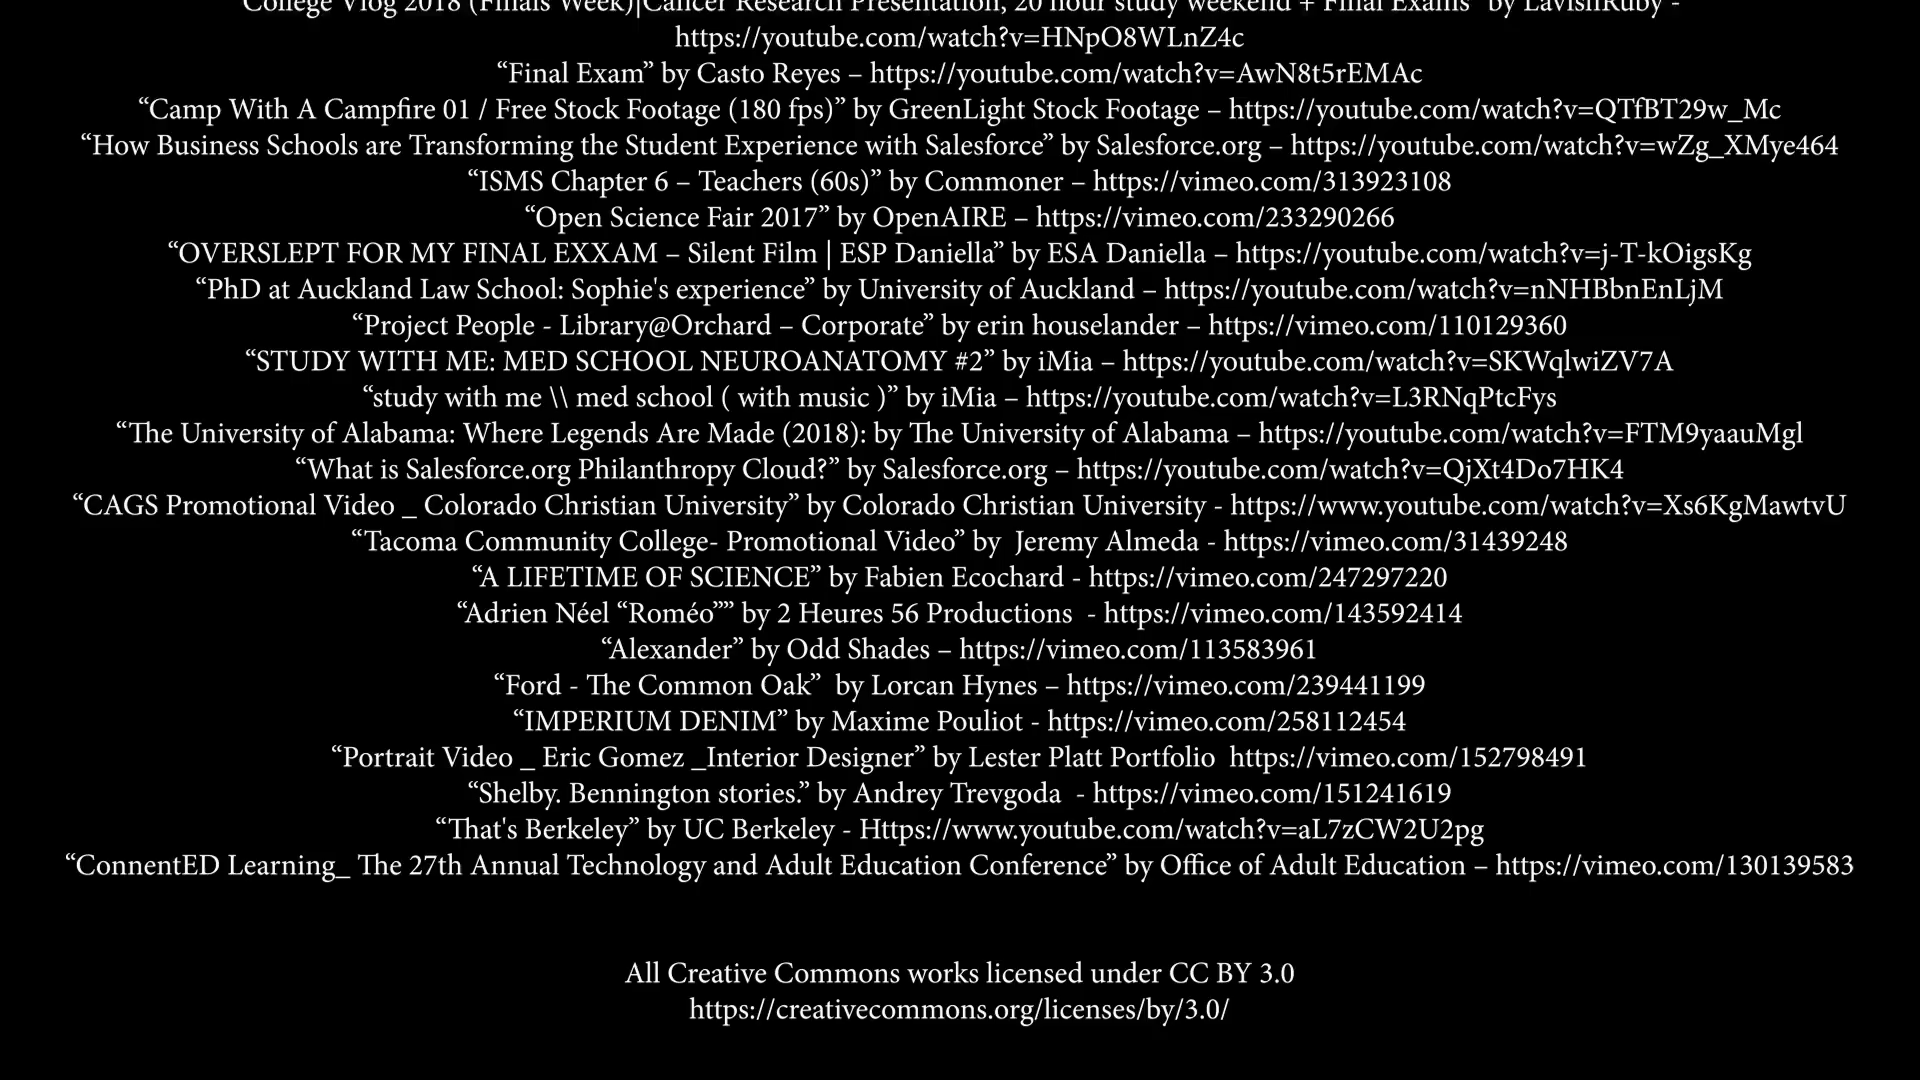 College Vlog 2018 (Finals Week)|Cancer Research Presentation, 20 hour study weekend + Final Exams” by LavishRuby -
https://youtube.com/watch?v=HNpO8WLnZ4c
“Final Exam” by Casto Reyes – https://youtube.com/watch?v=AwN8t5rEMAc
“Camp With A Campfire 01 / Free Stock Footage (180 fps)” by GreenLight Stock Footage – https://youtube.com/watch?v=QTfBT29w_Mc
“How Business Schools are Transforming the Student Experience with Salesforce” by Salesforce.org – https://youtube.com/watch?v=wZg_XMye464
“ISMS Chapter 6 – Teachers (60s)” by Commoner – https://vimeo.com/313923108
“Open Science Fair 2017” by OpenAIRE – https://vimeo.com/233290266
“OVERSLEPT FOR MY FINAL EXXAM – Silent Film | ESP Daniella” by ESA Daniella – https://youtube.com/watch?v=j-T-kOigsKg
“PhD at Auckland Law School: Sophie's experience” by University of Auckland – https://youtube.com/watch?v=nNHBbnEnLjM
“Project People - Library@Orchard – Corporate” by erin houselander – https://vimeo.com/110129360
“STUDY WITH ME: MED SCHOOL NEUROANATOMY #2” by iMia – https://youtube.com/watch?v=SKWqlwiZV7A
“study with me \\ med school ( with music )” by iMia – https://youtube.com/watch?v=L3RNqPtcFys
“The University of Alabama: Where Legends Are Made (2018): by The University of Alabama – https://youtube.com/watch?v=FTM9yaauMgl
“What is Salesforce.org Philanthropy Cloud?” by Salesforce.org – https://youtube.com/watch?v=QjXt4Do7HK4
“CAGS Promotional Video _ Colorado Christian University” by Colorado Christian University - https://www.youtube.com/watch?v=Xs6KgMawtvU
“Tacoma Community College- Promotional Video” by  Jeremy Almeda - https://vimeo.com/31439248
“A LIFETIME OF SCIENCE” by Fabien Ecochard - https://vimeo.com/247297220
“Adrien Néel “Roméo”” by 2 Heures 56 Productions  - https://vimeo.com/143592414
“Alexander” by Odd Shades – https://vimeo.com/113583961
“Ford - The Common Oak”  by Lorcan Hynes – https://vimeo.com/239441199
“IMPERIUM DENIM” by Maxime Pouliot - https://vimeo.com/258112454
“Portrait Video _ Eric Gomez _Interior Designer” by Lester Platt Portfolio  https://vimeo.com/152798491
“Shelby. Bennington stories.” by Andrey Trevgoda  - https://vimeo.com/151241619
“That's Berkeley” by UC Berkeley - Https://www.youtube.com/watch?v=aL7zCW2U2pg
“ConnentED Learning_ The 27th Annual Technology and Adult Education Conference” by Office of Adult Education – https://vimeo.com/130139583
All Creative Commons works licensed under CC BY 3.0
https://creativecommons.org/licenses/by/3.0/